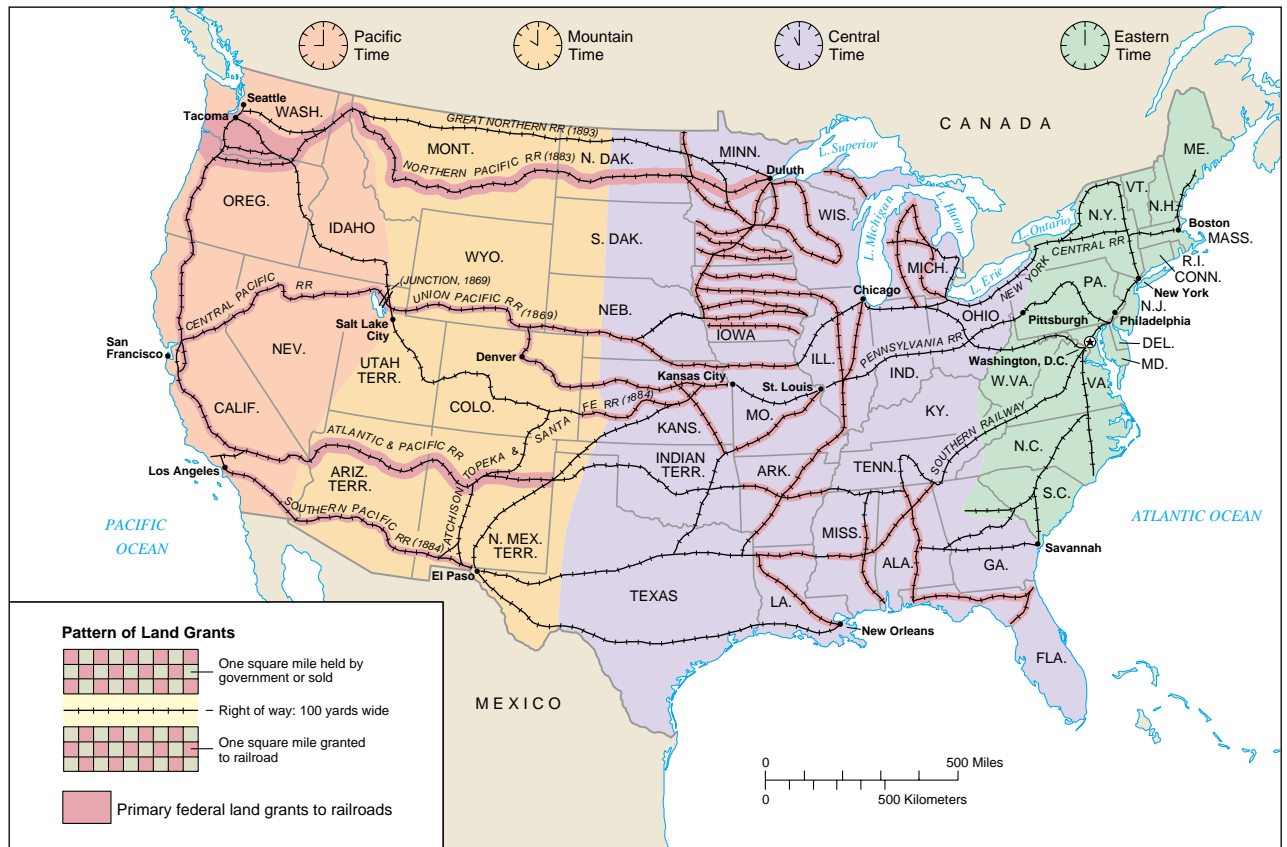 Pacific
Time
Mountain
Time
Central
Time
Eastern
Time
CANADA
Seattle
Tacoma
WASH.
GREAT NORTHERN RR (1893)
MONT.
NORTHERN PACIFIC RR (1883)
N. DAK.
MINN.
L. Superior
Duluth
ME.
VT.
N.H.
N.Y.
OREG.
IDAHO
WIS.
L. Michigan
L. Huron
L. Ontario
Boston
MASS.
S. DAK.
WYO.
MICH.
L. Erie
NEW YORK CENTRAL RR
R.I.
CONN.
(JUNCTION, 1869)
CENTRAL PACIFIC RR
UNION PACIFIC RR (1869)
NEB.
Chicago
PA.
New York
N.J.
Salt Lake
City
IOWA
OHIO
Pittsburgh
Philadelphia
San
Francisco
NEV.
UTAH
TERR.
Denver
ILL.
PENNSYLVANIA RR
DEL.
MD.
Washington, D.C.
Kansas City
St. Louis
IND.
W.VA.
VA.
CALIF.
COLO.
ATCHISON TOPEKA & SANTA FE RR (1884)
KANS.
MO.
KY.
SOUTHERN RAILWAY
ATLANTIC & PACIFIC RR
N.C.
Los Angeles
ARIZ.
TERR.
INDIAN
TERR.
ARK.
TENN.
S.C.
PACIFIC
OCEAN
SOUTHERN PACIFIC
RR (1884)
N. MEX.
TERR.
MISS.
ALA.
GA.
ATLANTIC OCEAN
Savannah
El Paso
TEXAS
LA.
New Orleans
FLA.
MEXICO
Pattern of Land Grants
One square mile held by
government or sold
Right of way: 100 yards wide
One square mile granted
to railroad
Primary federal land grants to railroads
0 500 Miles
0 500 Kilometers